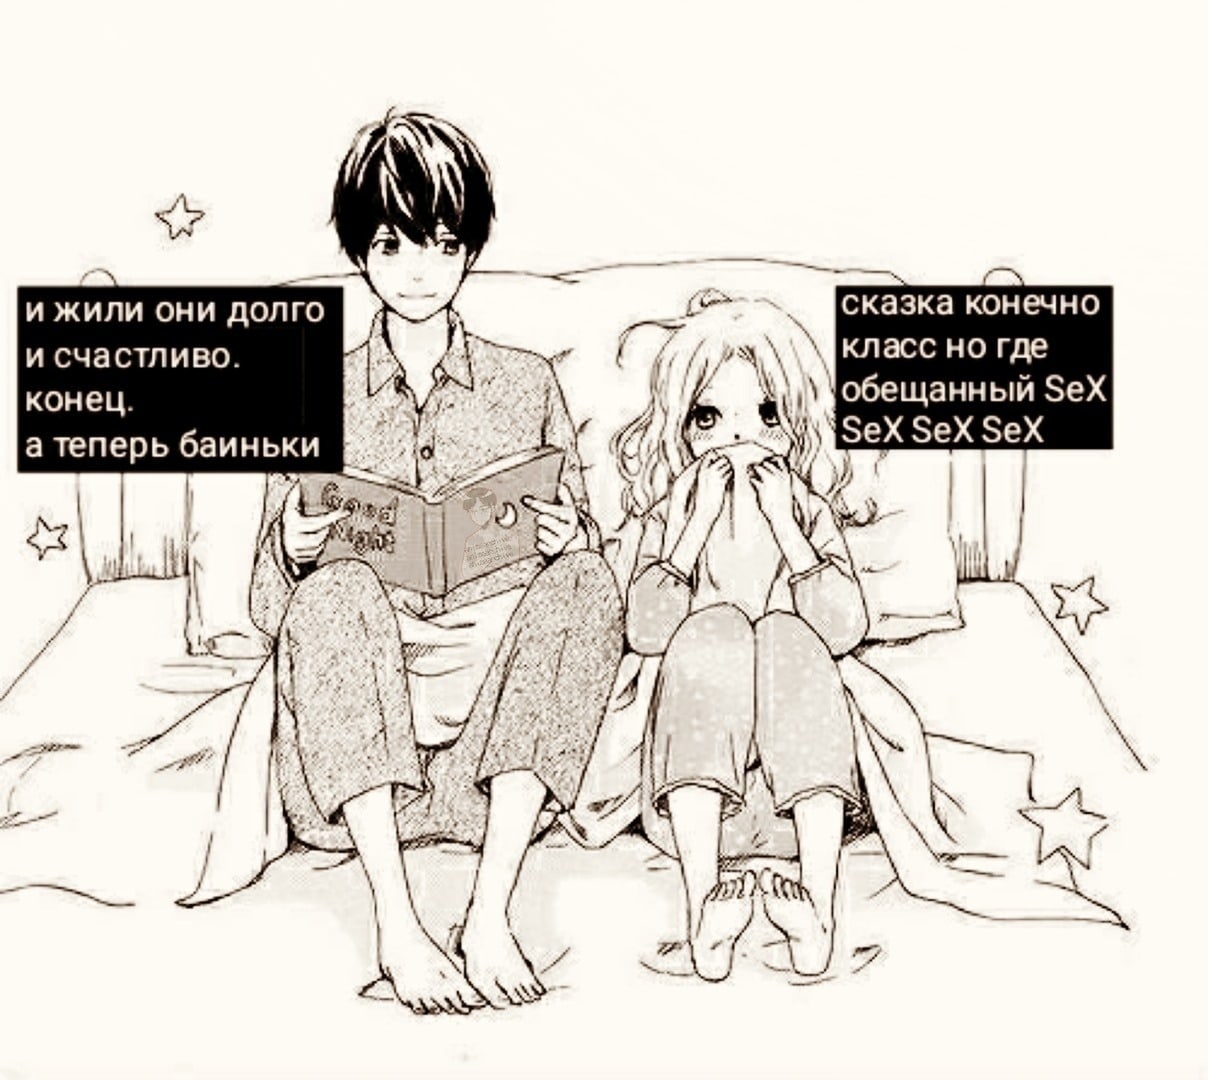 и жили они долго
и счастливо.
конец.
а теперь баиньки
сказка конечно
класс но где
обещанный SeX
SeX SeX SeX
Good
Night